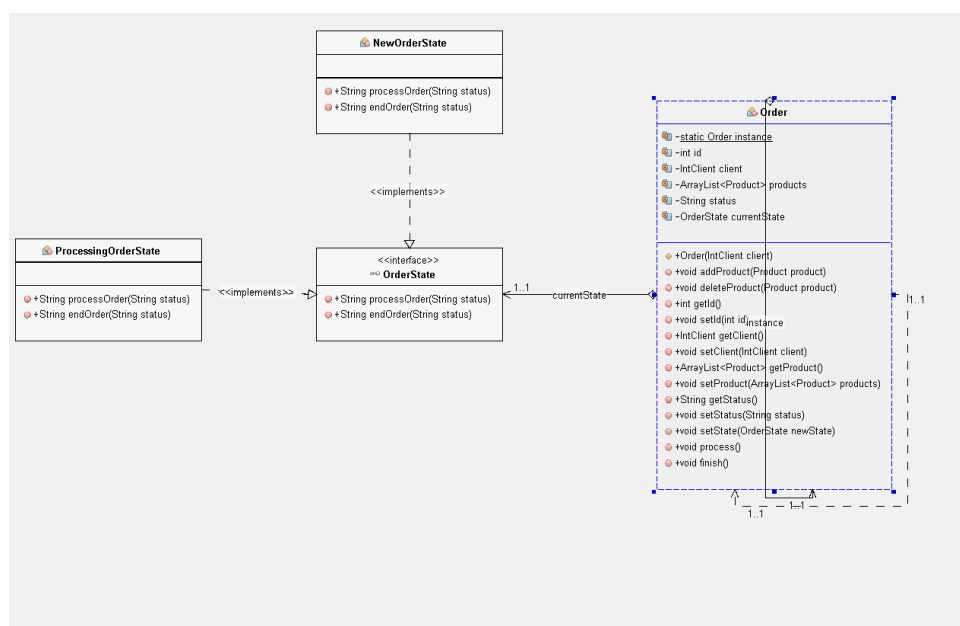 NewOrderState
+String processOrder(String status)
+String endOrder(String status)
<<implements>>
ProcessingOrderState
+String processOrder(String status)
+String endOrder(String status)
<<implements>>
<<interface>>
OrderState
+String processOrder(String status)
+String endOrder(String status)
1..1
currentState
Order
-static Order instance
-int id
-IntClient client
-ArrayList<Product> products
-String status
-OrderState currentState
+Order(IntClient client)
+void addProduct(Product product)
+void deleteProduct(Product product)
+int getId()
+void setId(int id)
instance
+IntClient getClient()
+void setClient(IntClient client)
+ArrayList<Product> getProduct()
+void setProduct(ArrayList<Product> products)
+String getStatus()
+void setStatus(String status)
+void setState(OrderState newState)
+void process()
+void finish()
1..1
1..1
1..1